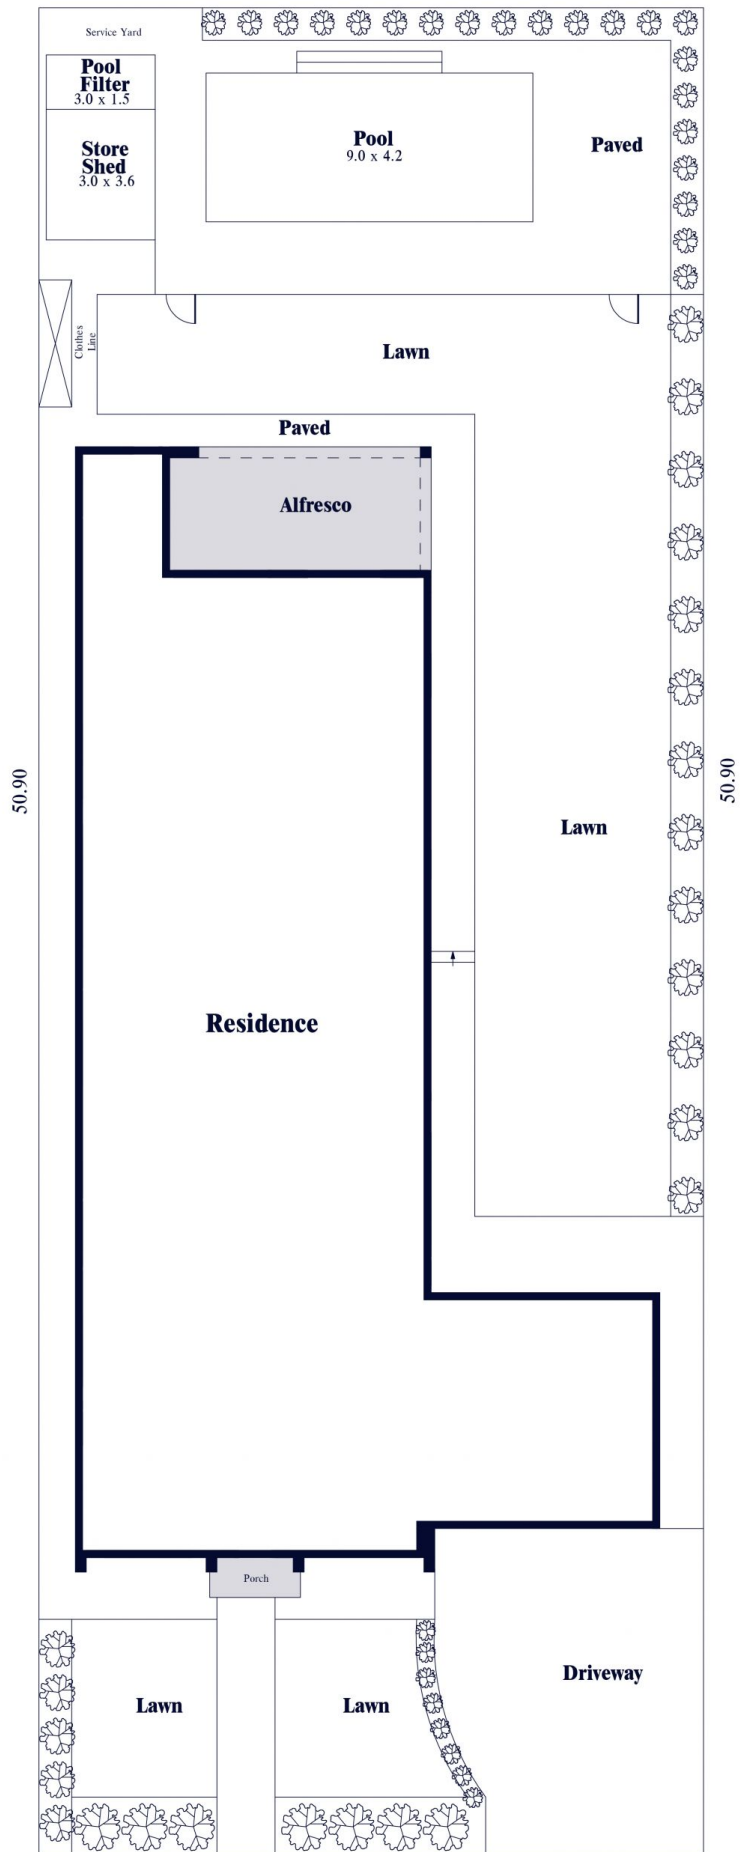 Service Yard
Pool
Filter
3.0 x 1.5
Store
Shed
3.0 x 3.6
Pool
9.0 x 4.2
Paved
Clothes
Line
Lawn
Paved
Alfresco
50.90
50.90
Lawn
Residence
Porch
Driveway
Lawn
Lawn